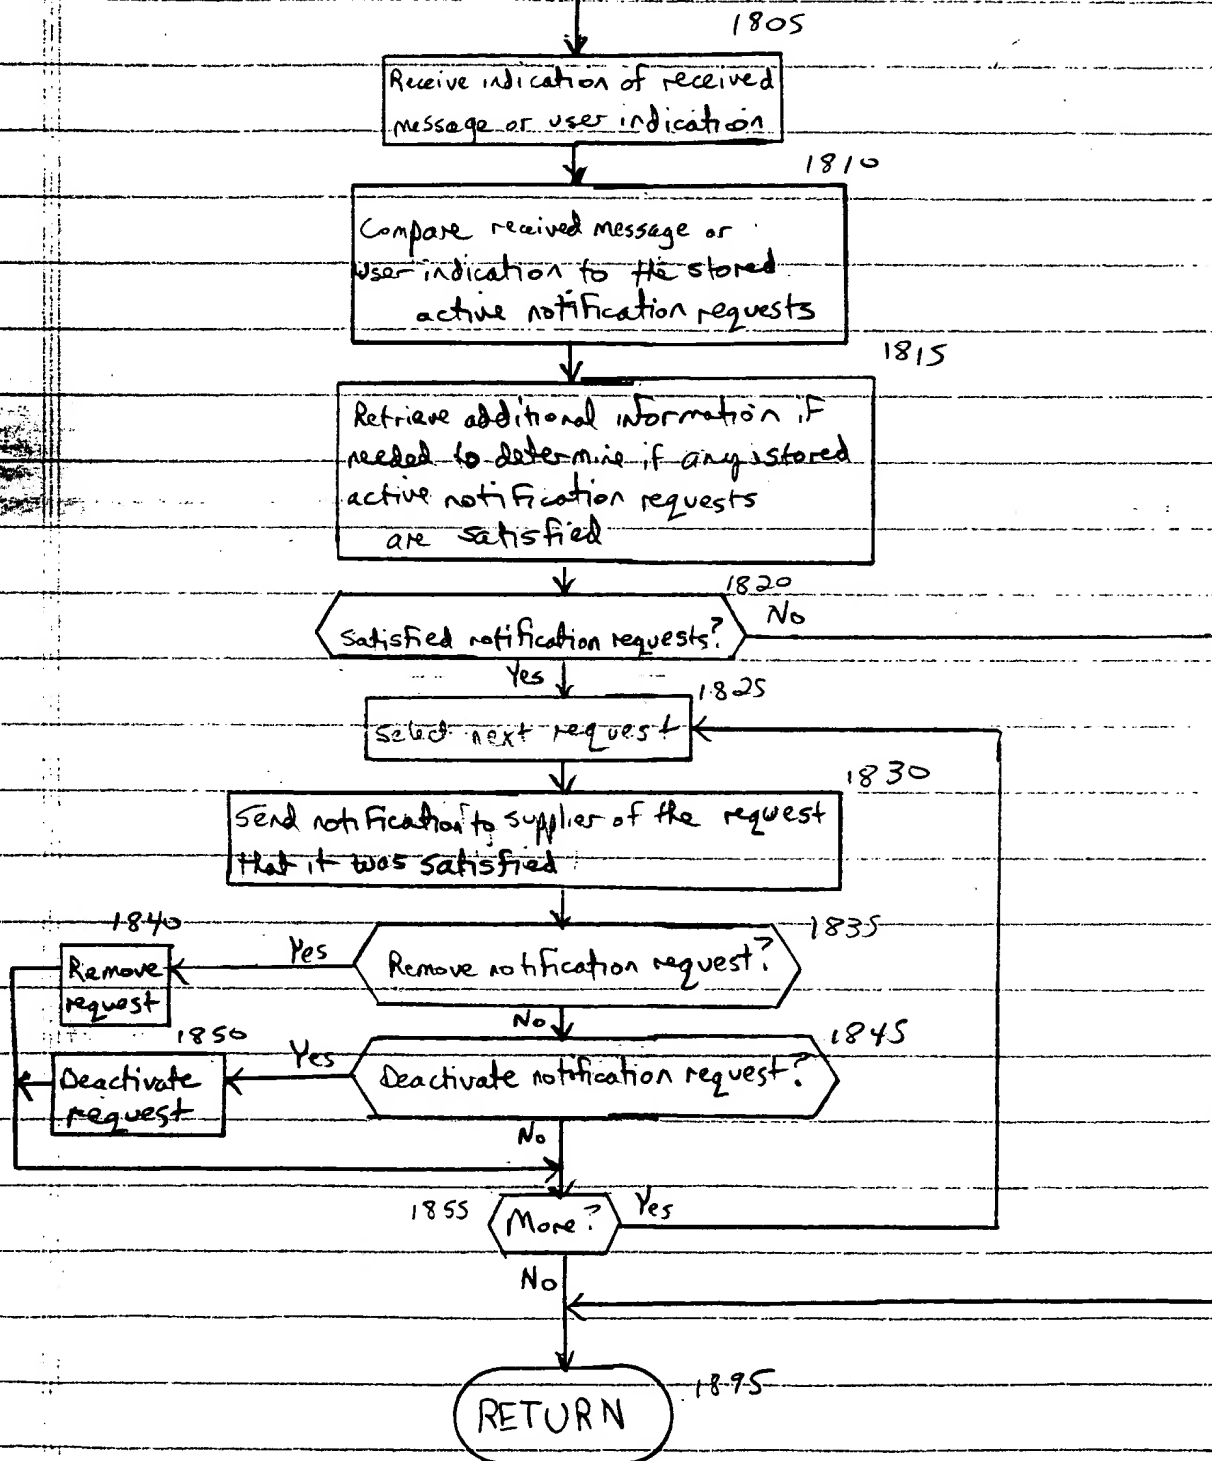 1805
Receive indication of received
message or user indication
1810
Compare received message or
user indication to the stored
active notification requests
1815
Retrieve additional information if
needed to determine if any stored
active notification requests
are satisfied
1820
Satisfied notification requests?
No
Yes
1825
Select next request
1830
Send notification to supplier of the request
that it was satisfied
1835
Remove notification request?
Yes
1840
Remove
request
No
1845
Deactivate notification request?
Yes
1850
Deactivate
request
No
1855
More?
Yes
No
RETURN
1895